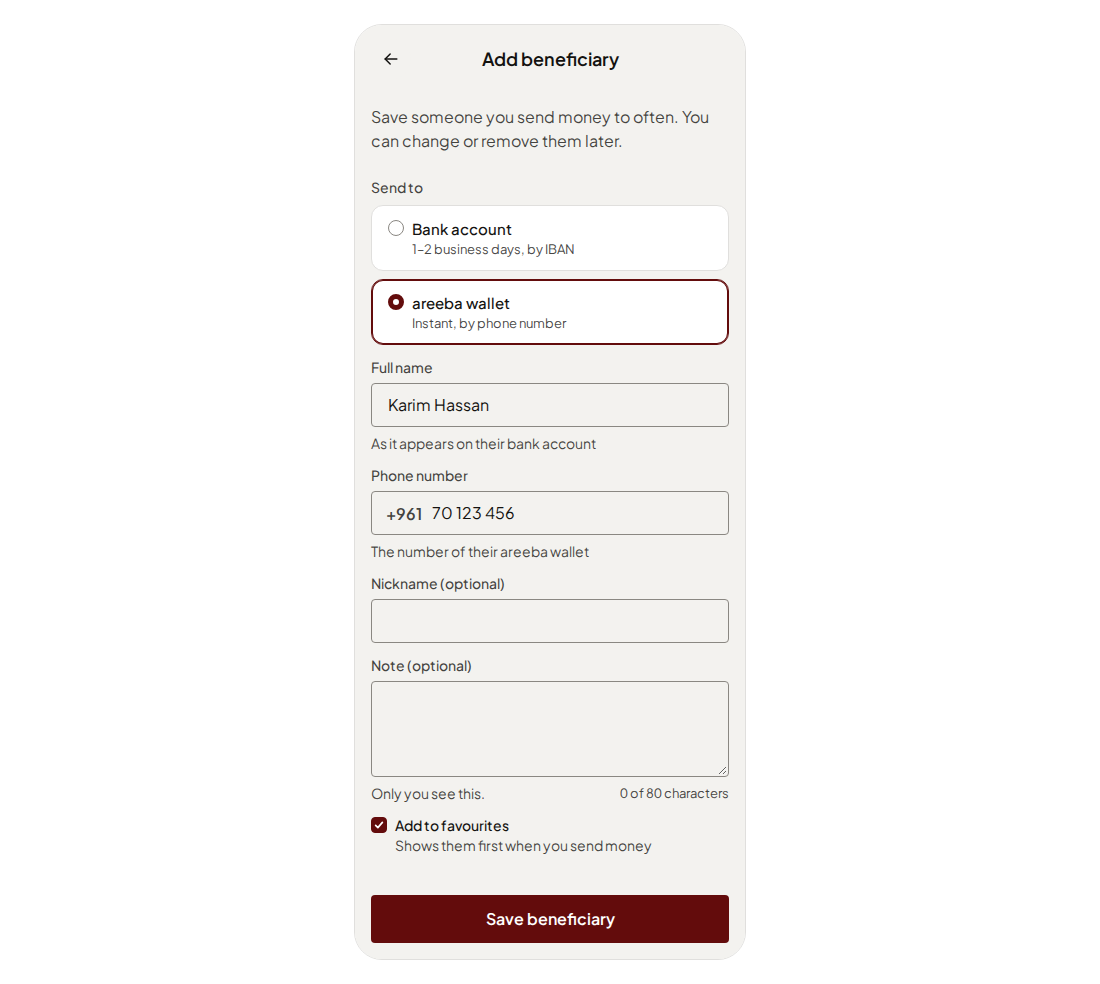 Add beneficiary
Save someone you send money to often. You
can change or remove them later.
Send to
Bank account
1–2 business days, by IBAN
areeba wallet
Instant, by phone number
Full name
Karim Hassan
As it appears on their bank account
Phone number
+961 70 123 456
The number of their areeba wallet
Nickname (optional)
Note (optional)
Only you see this. 0 of 80 characters
Add to favourites
Shows them first when you send money
Save beneficiary